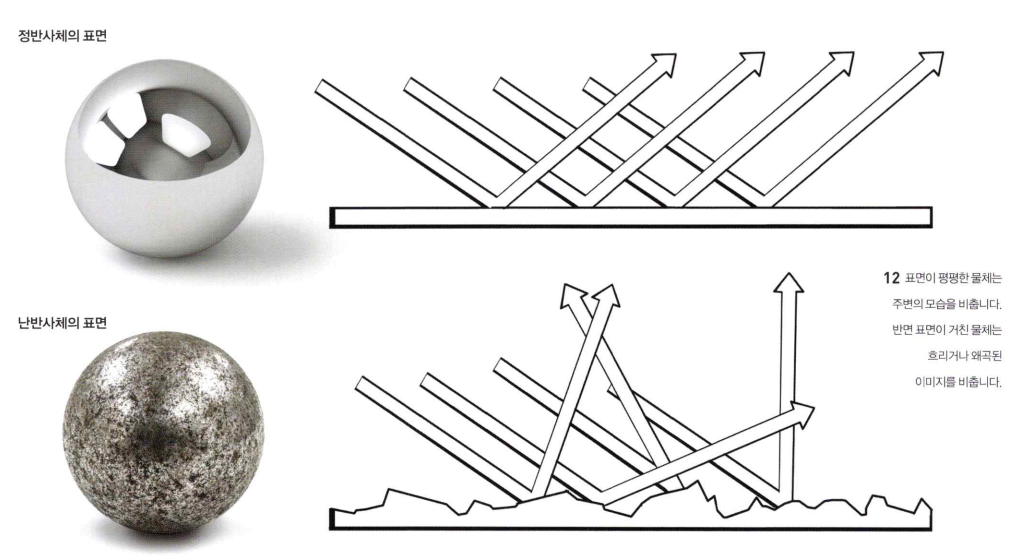 정반사체의 표면
난반사체의 표면
12 표면이 평평한 물체는
주변의 모습을 비춥니다.
반면 표면이 거친 물체는
흐리거나 왜곡된
이미지를 비춥니다.